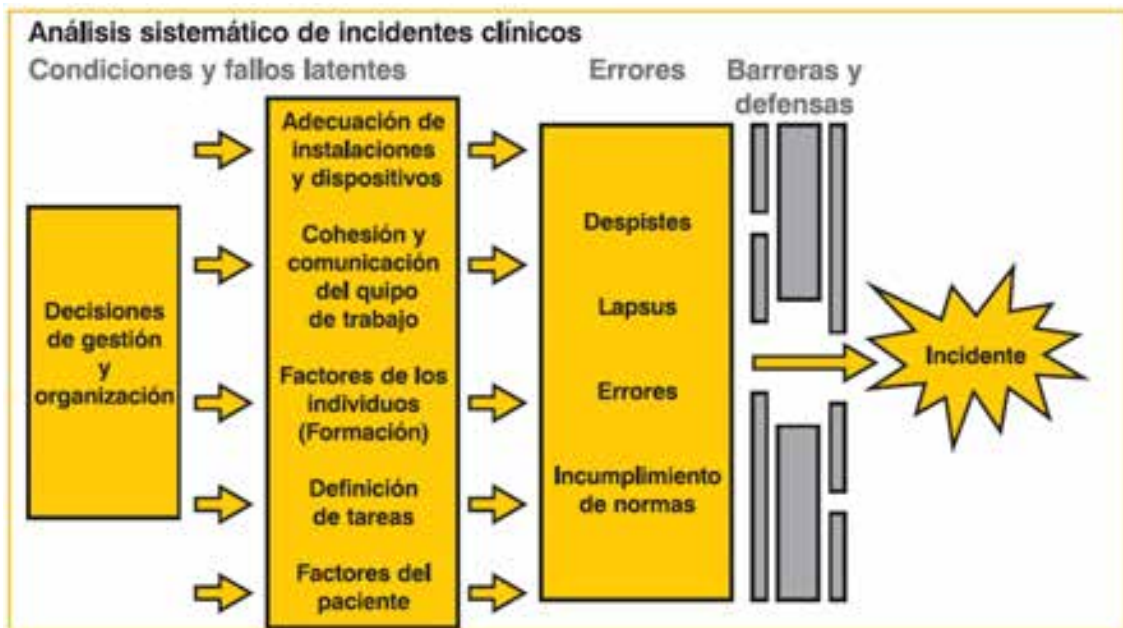 Análisis sistemático de incidentes clínicos
Condiciones y fallos latentes
Errores
Barreras y
defensas
Decisiones
de gestión
y
organización
Adecuación de
instalaciones
y dispositivos
Cohesión y
comunicación
del quipo
de trabajo
Factores de los
individuos
(Formación)
Definición
de tareas
Factores del
paciente
Despistes
Lapsus
Errores
Incumplimiento
de normas
Incidente